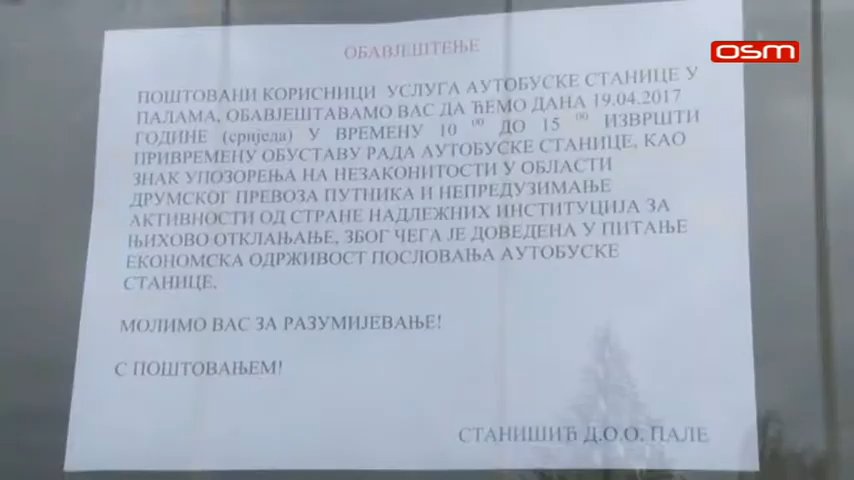 osm
ОБАВЈЕШТЕЊЕ
ПОШТОВАНИ КОРИСНИЦИ УСЛУГА АУТОБУСКЕ СТАНИЦЕ У
ПАЛАМА, ОБАВЈЕШТАВАМО ВАС ДА ЋЕМО ДАНА 19.04.2017
ГОДИНЕ (сриједа) У ВРЕМЕНУ 10 00 ДО 15 00 ИЗВРШТИ
ПРИВРЕМЕНУ ОБУСТАВУ РАДА АУТОБУСКЕ СТАНИЦЕ, КАО
ЗНАК УПОЗОРЕЊА НА НЕЗАКОНИТОСТИ У ОБЛАСТИ
ДРУМСКОГ ПРЕВОЗА ПУТНИКА И НЕПРЕДУЗИМАЊЕ
АКТИВНОСТИ ОД СТРАНЕ НАДЛЕЖНИХ ИНСТИТУЦИЈА ЗА
ЊИХОВО ОТКЛАЊАЊЕ, ЗБОГ ЧЕГА ЈЕ ДОВЕДЕНА У ПИТАЊЕ
ЕКОНОМСКА ОДРЖИВОСТ ПОСЛОВАЊА АУТОБУСКЕ
СТАНИЦЕ.
МОЛИМО ВАС ЗА РАЗУМИЈЕВАЊЕ!
С ПОШТОВАЊЕМ!
СТАНИШИЋ Д.О.О. ПАЛЕ